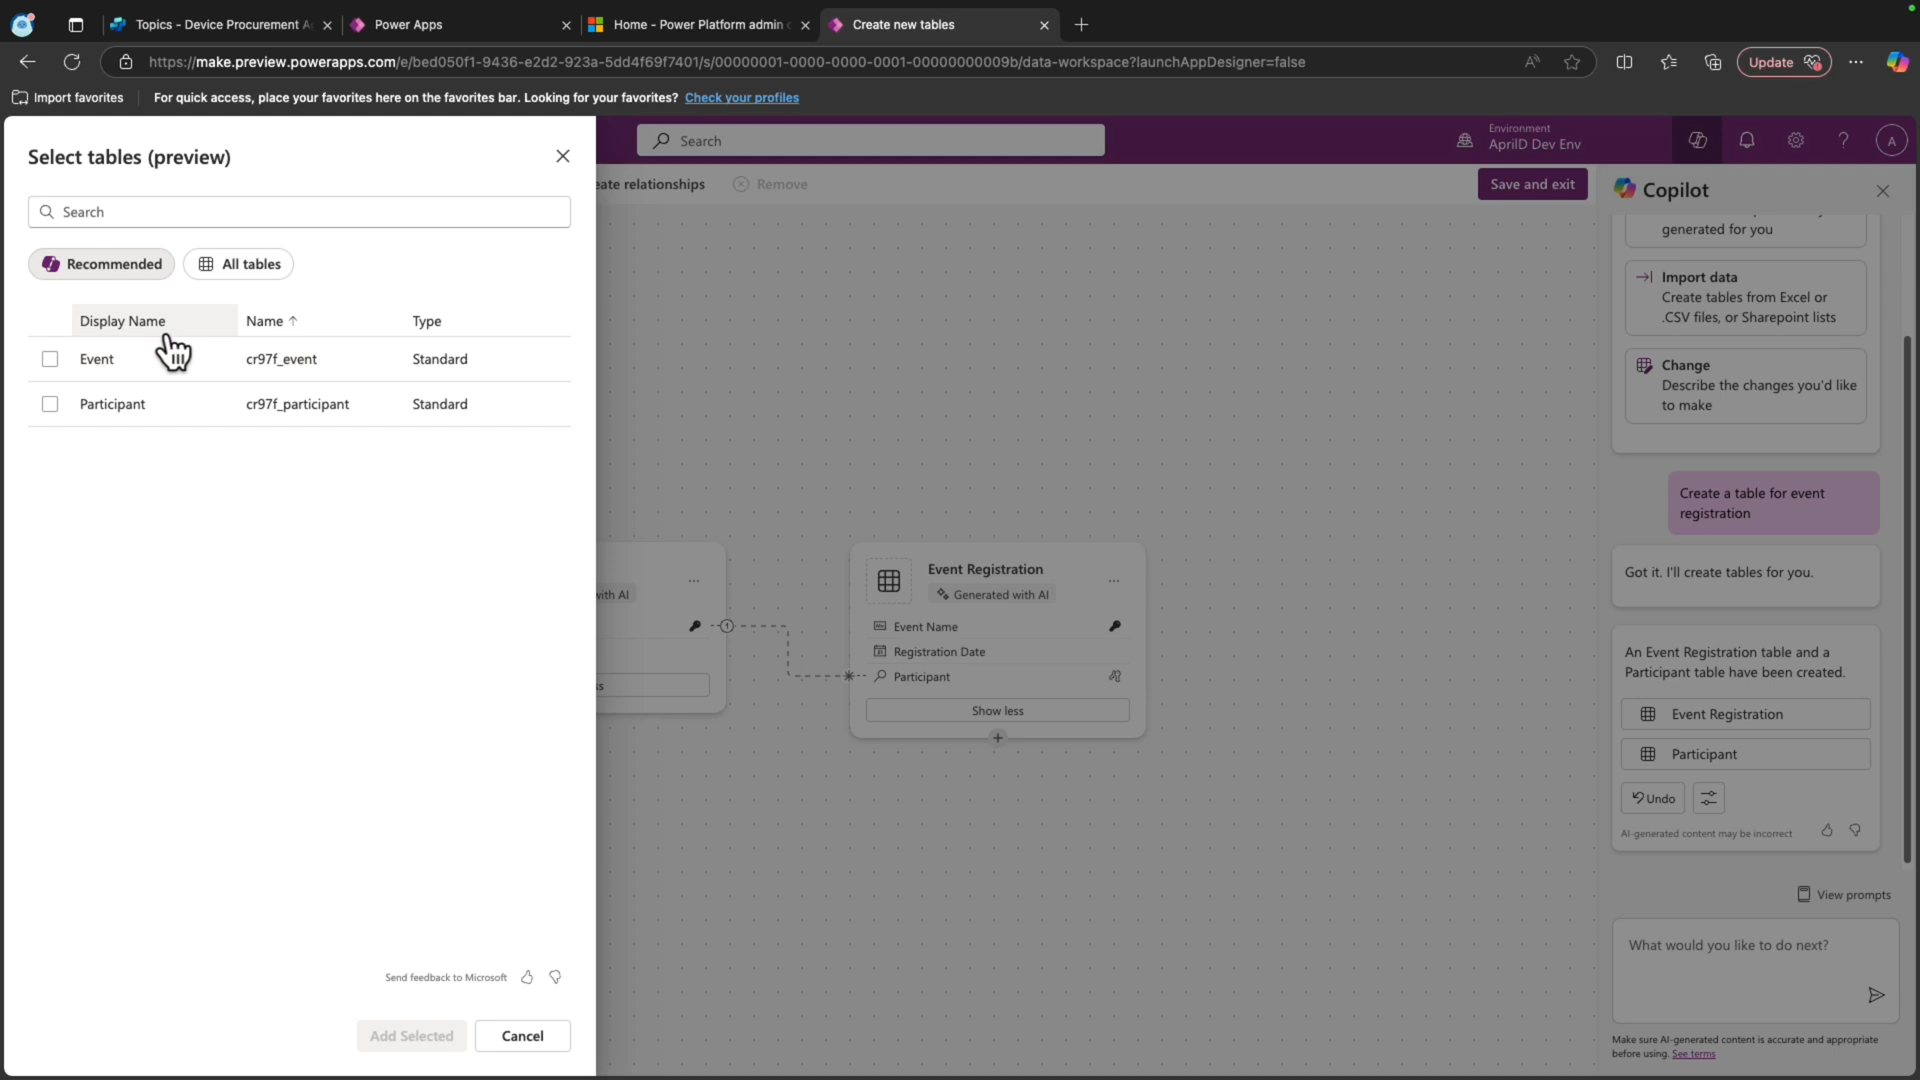 Topics - Device Procurement A
Power Apps
Home - Power Platform admin c
Create new tables
https://make.preview.powerapps.com/e/bed050f1-9436-e2d2-923a-5dd4f69f7401/s/00000001-0000-0000-0001-00000000009b/data-workspace?launchAppDesigner=false
Update
Import favorites
For quick access, place your favorites here on the favorites bar. Looking for your favorites? Check your profiles
Select tables (preview)
Search
Recommended
All tables
Display Name
Name ↑
Type
Event
cr97f_event
Standard
Participant
cr97f_participant
Standard
Send feedback to Microsoft
Add Selected
Cancel
Search
Environment
AprilD Dev Env
A
eate relationships
Remove
Save and exit
with AI
1
ss
Event Registration
Generated with AI
Event Name
Registration Date
Participant
Show less
Copilot
generated for you
Import data
Create tables from Excel or
.CSV files, or Sharepoint lists
Change
Describe the changes you'd like
to make
Create a table for event
registration
Got it. I'll create tables for you.
An Event Registration table and a
Participant table have been created.
Event Registration
Participant
Undo
AI-generated content may be incorrect
View prompts
What would you like to do next?
Make sure AI-generated content is accurate and appropriate
before using. See terms